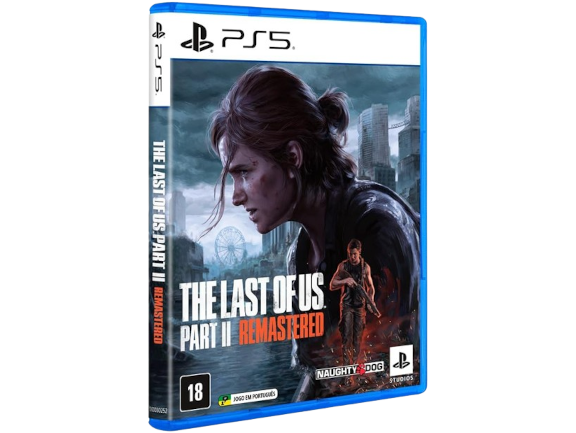 PS5
PS5
THE LAST OF US PART II REMASTERED
THE LAST OF US
PART II REMASTERED
NAUGHTY DOG
PlayStation
STUDIOS
18
JOGO EM PORTUGUÊS